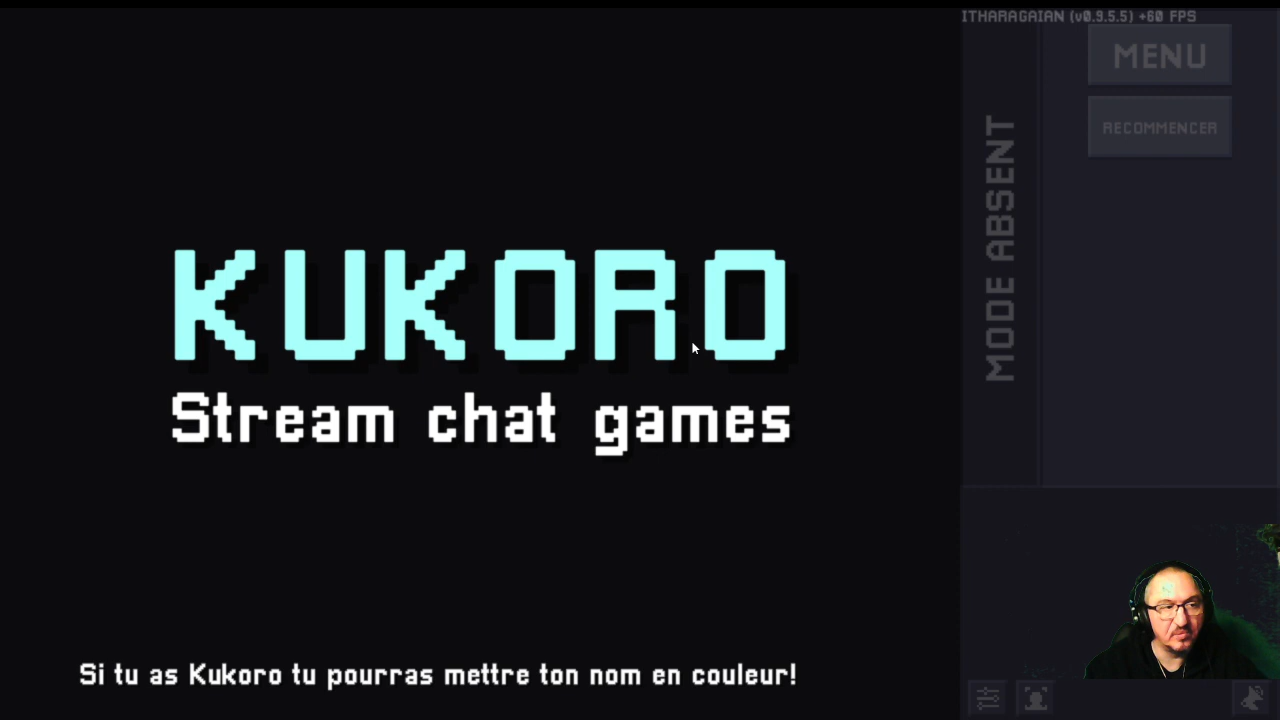 ITHARAGAIAN (v0.9.5.5) +60 FPS
MENU
RECOMMENCER
MODE ABSENT
KUKORO
Stream chat games
Si tu as Kukoro tu pourras mettre ton nom en couleur!